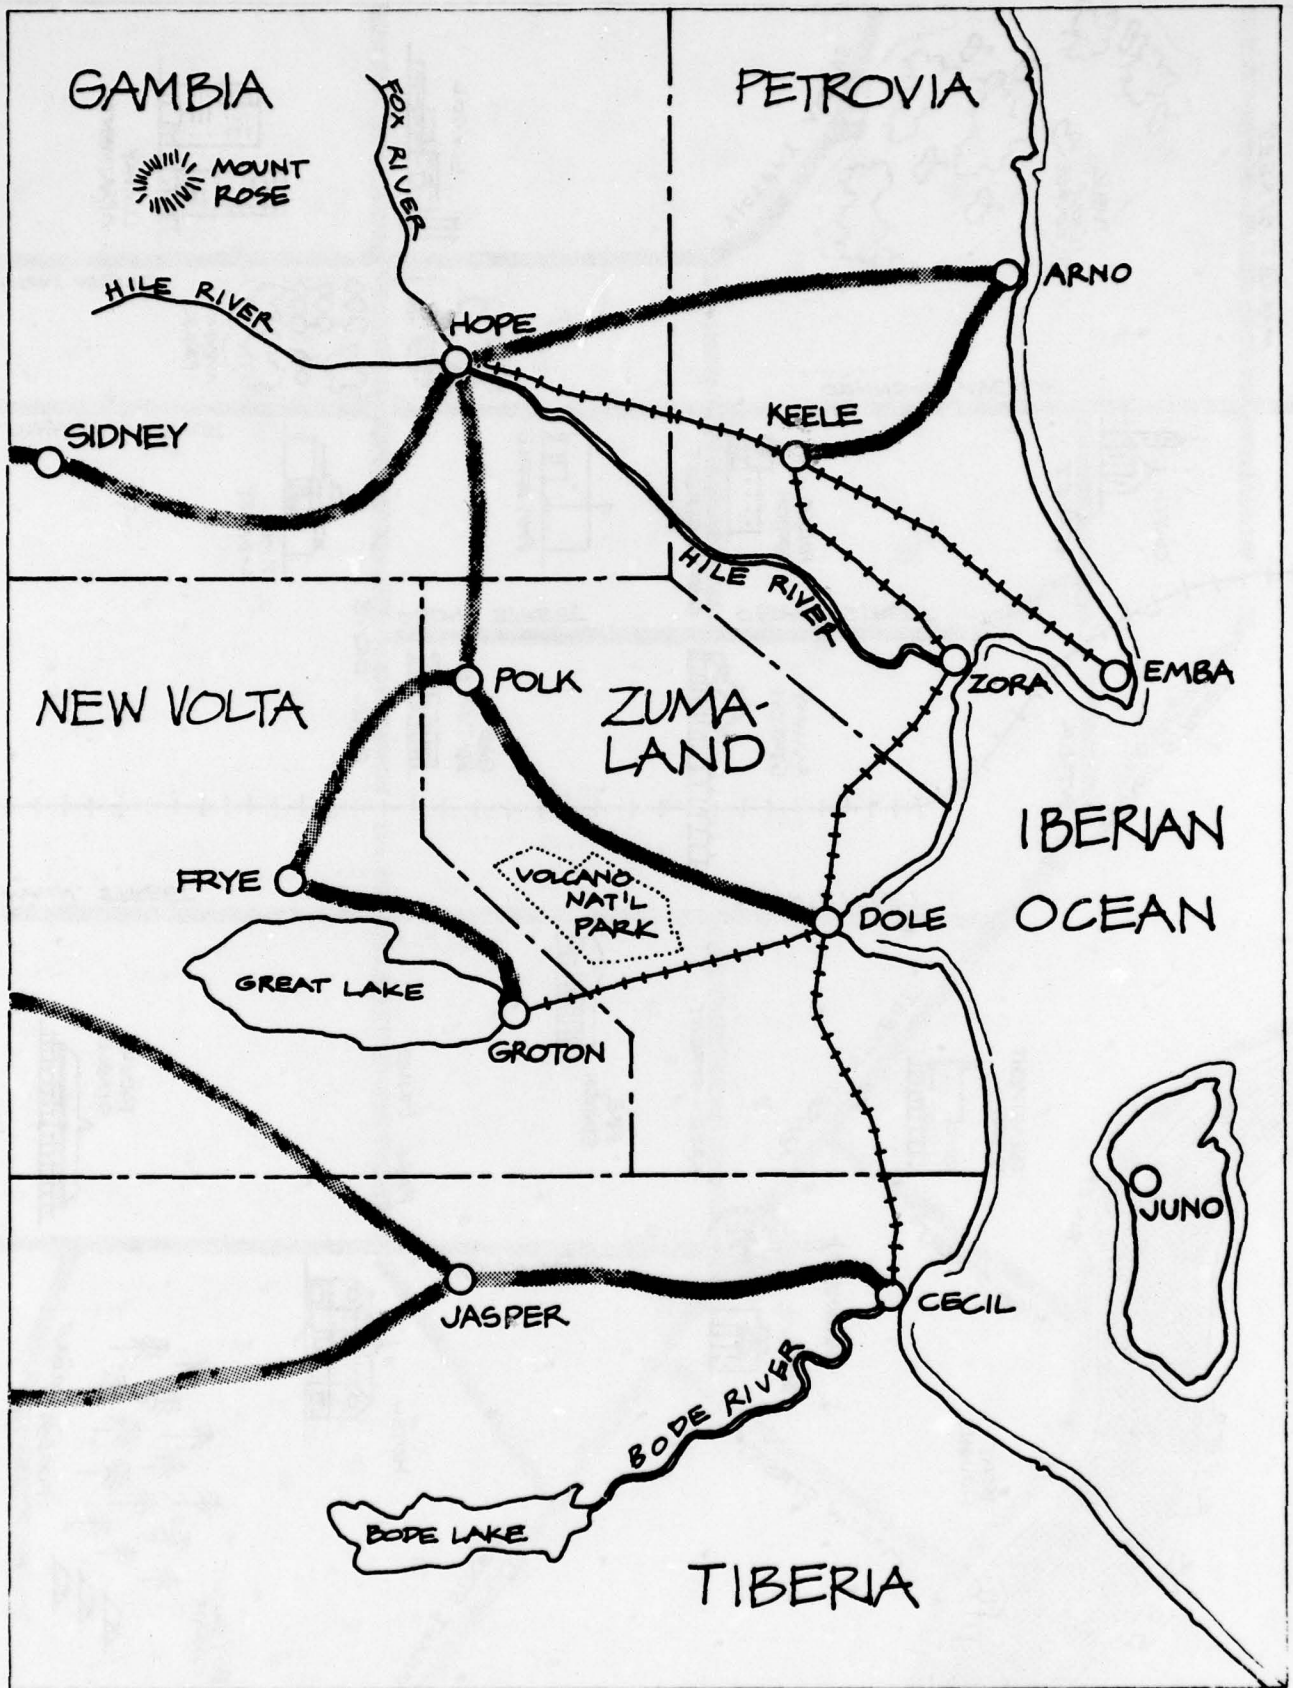 GAMBIA
PETROVIA
MOUNT
ROSE
FOX RIVER
HILE RIVER
ARNO
HOPE
KEELE
SIDNEY
HILE RIVER
EMBA
ZORA
POLK
NEW VOLTA
ZUMA-
LAND
IBERIAN
OCEAN
FRYE
VOLCANO
NAT'L
PARK
DOLE
GREAT LAKE
GROTON
JUNO
JASPER
CECIL
BODE RIVER
BODE LAKE
TIBERIA